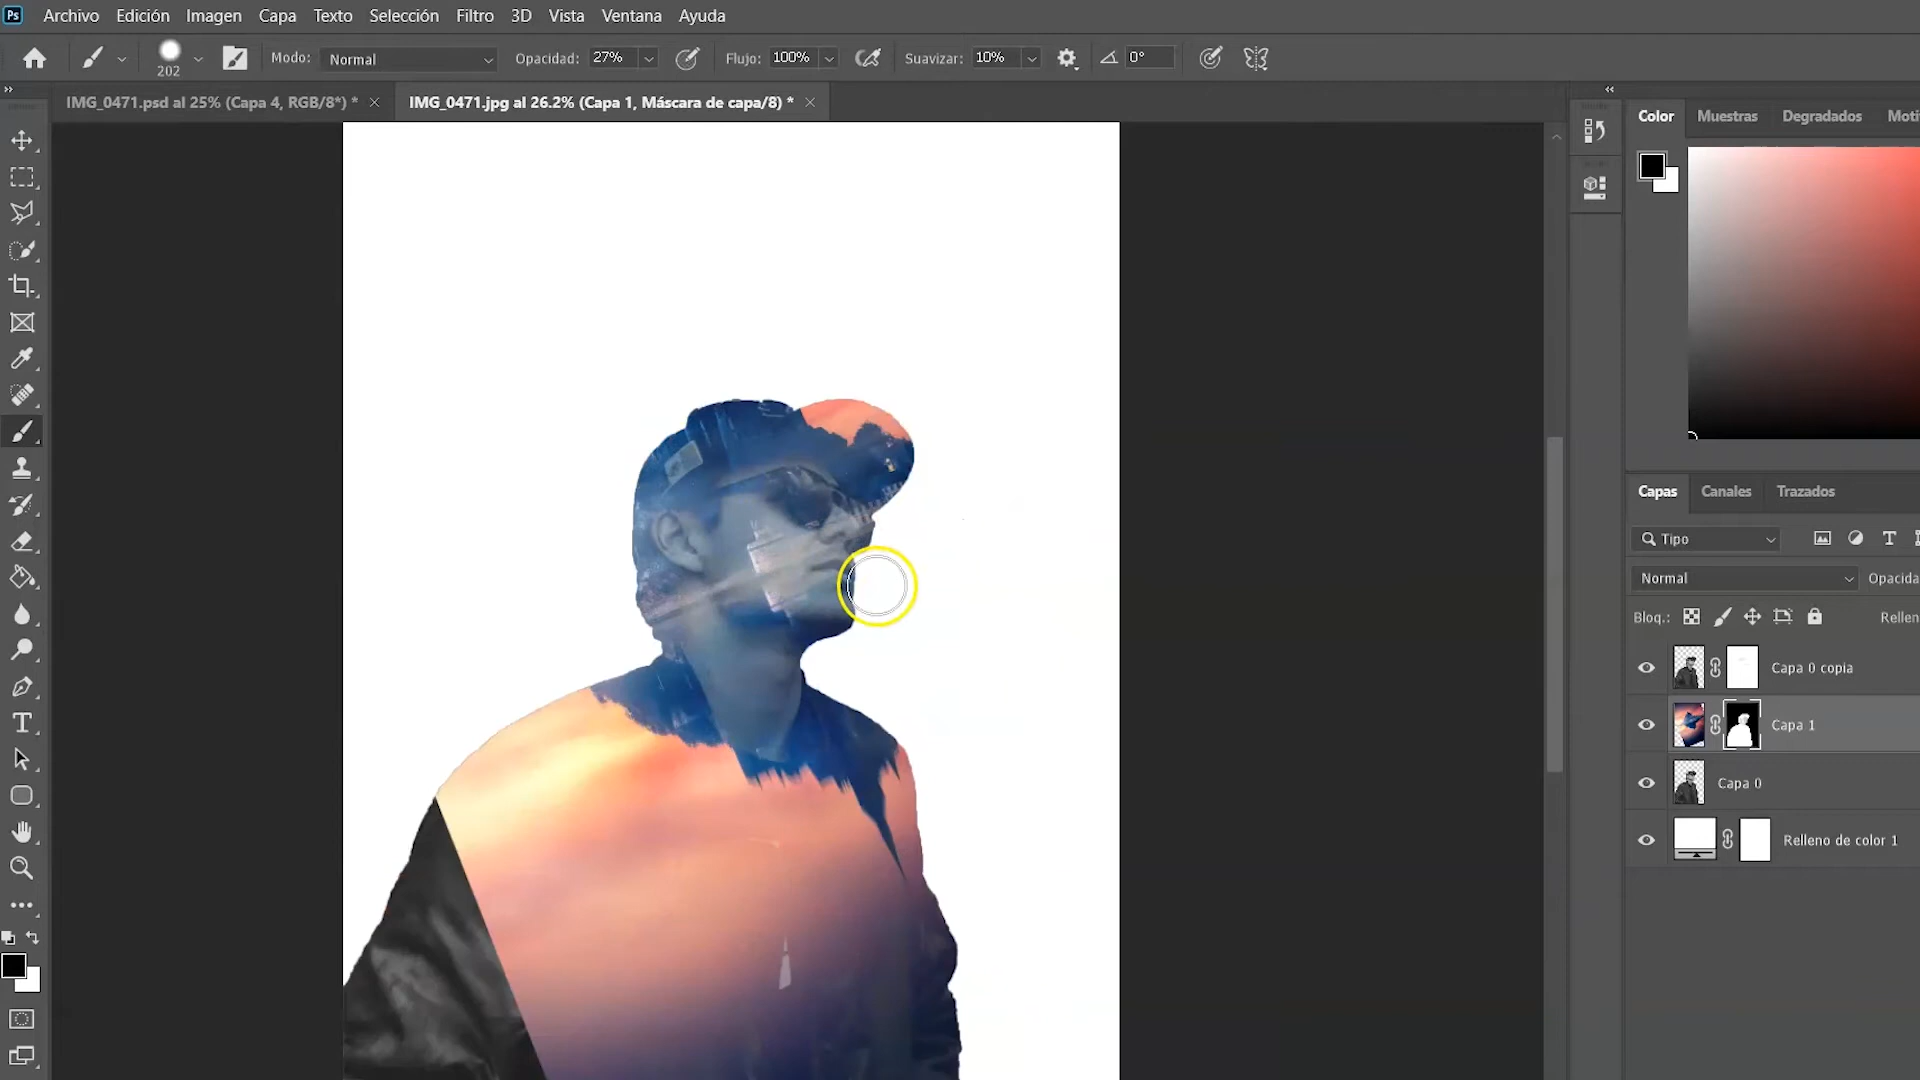 Ps Archivo Edición Imagen Capa Texto Selección Filtro 3D Vista Ventana Ayuda
202 Modo: Normal Opacidad: 27% Flujo: 100% Suavizar: 10% 0°
IMG_0471.psd al 25% (Capa 4, RGB/8*) * IMG_0471.jpg al 26.2% (Capa 1, Máscara de capa/8) *
Color Muestras Degradados Moti
Capas Canales Trazados
Tipo
Normal Opacida
Bloq.: Rellen
Capa 0 copia
Capa 1
Capa 0
Relleno de color 1